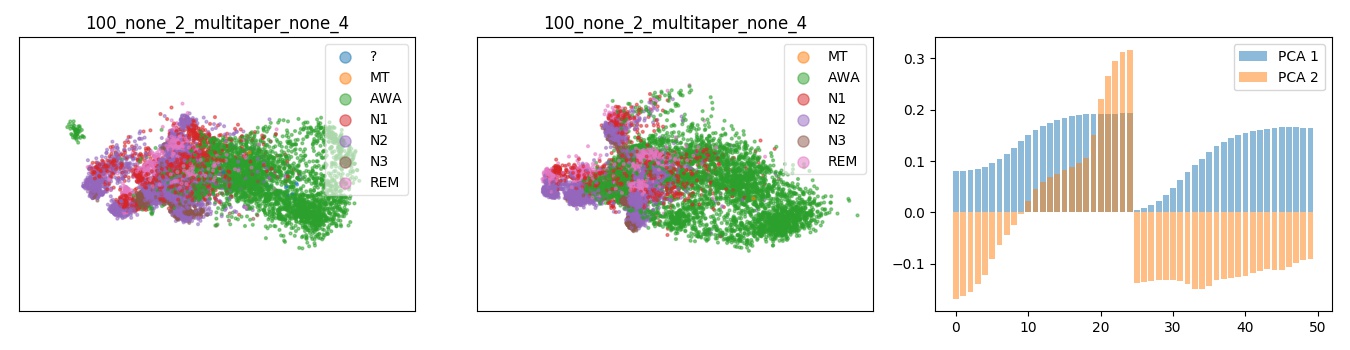 100_none_2_multitaper_none_4
?
MT
AWA
N1
N2
N3
REM
100_none_2_multitaper_none_4
MT
AWA
N1
N2
N3
REM
PCA 1
PCA 2
0.3
0.2
0.1
0.0
−0.1
0 10 20 30 40 50